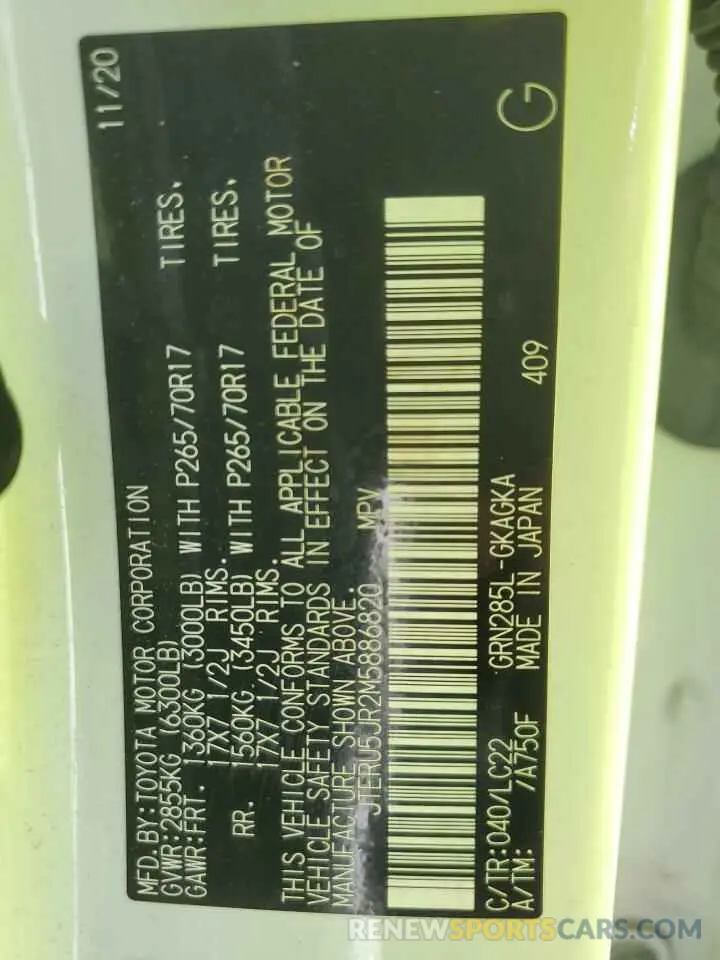 MFD.BY:TOYOTA MOTOR CORPORATION 11/20
GVWR:2855KG (6300LB)
GAWR:FRT. 1360KG (3000LB) WITH P265/70R17 TIRES.
17X7 1/2J RIMS.
RR. 1560KG (3450LB) WITH P265/70R17 TIRES.
17X7 1/2J RIMS.
THIS VEHICLE CONFORMS TO ALL APPLICABLE FEDERAL MOTOR
VEHICLE SAFETY STANDARDS IN EFFECT ON THE DATE OF
MANUFACTURE SHOWN ABOVE.
JTERU5JR2M5886820 MPV
C/TR:040/LC22 GRN285L-GKAGKA 409
A/TM: /A750F MADE IN JAPAN
G
RENEWSPORTSCARS.COM